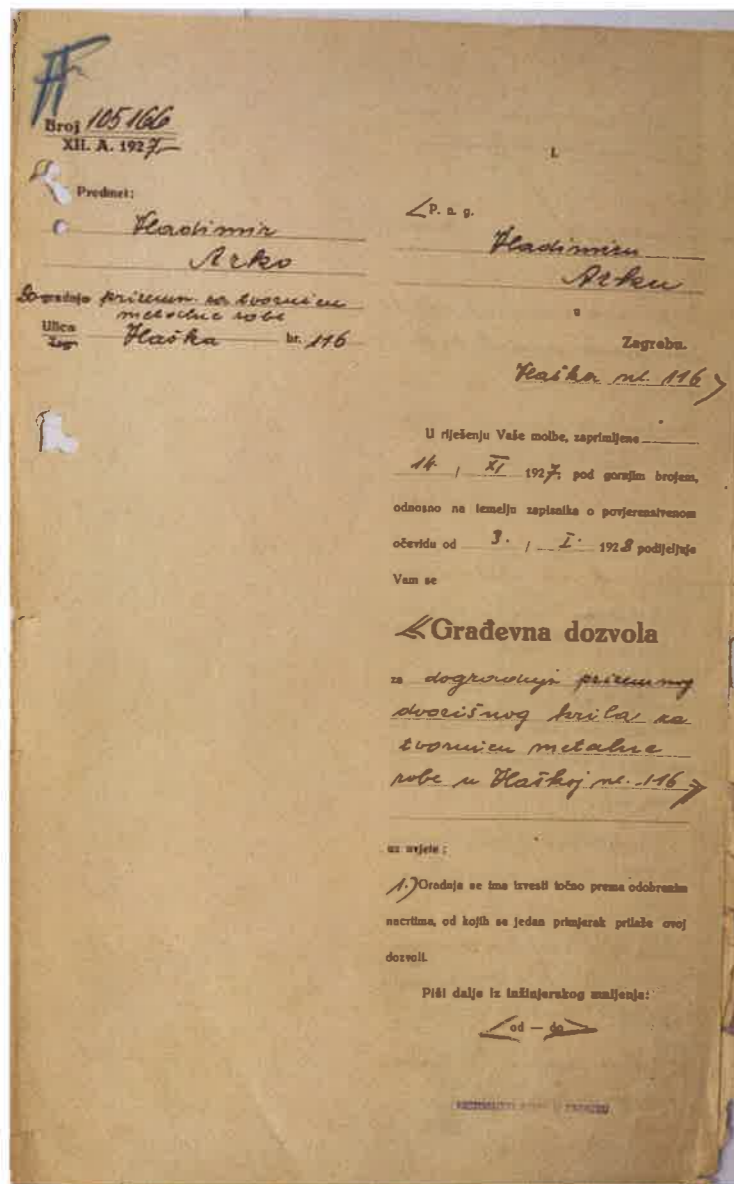 Broj 105166
XII. A. 1927
Predmet:
Vladimir
Arko
Dogradnja prizemn. za tvornicu
metalne robe
Ulica Vlaška br. 116
Trg
I.
P. n. g.
Vladimiru
Arku
u
Zagrebu.
Vlaška ul. 116
U riješenju Vaše molbe, zaprimljene
14. / XI 1927. pod gornjim brojem,
odnosno na temelju zapisnika o povjerenstvenom
očevidu od 3. / I. 1928 podijeljuje
Vam se
Građevna dozvola
za dogradnju prizemnog
dvorišnog krila za
tvornicu metalne
robe u Vlaškoj ul. 116
uz uvjete:
1.) Gradnja se ima izvesti točno prema odobrenim
nacrtima, od kojih se jedan primjerak prilaže ovoj
dozvoli.
Piši dalje iz inžinjerskog mnijenja:
od — do